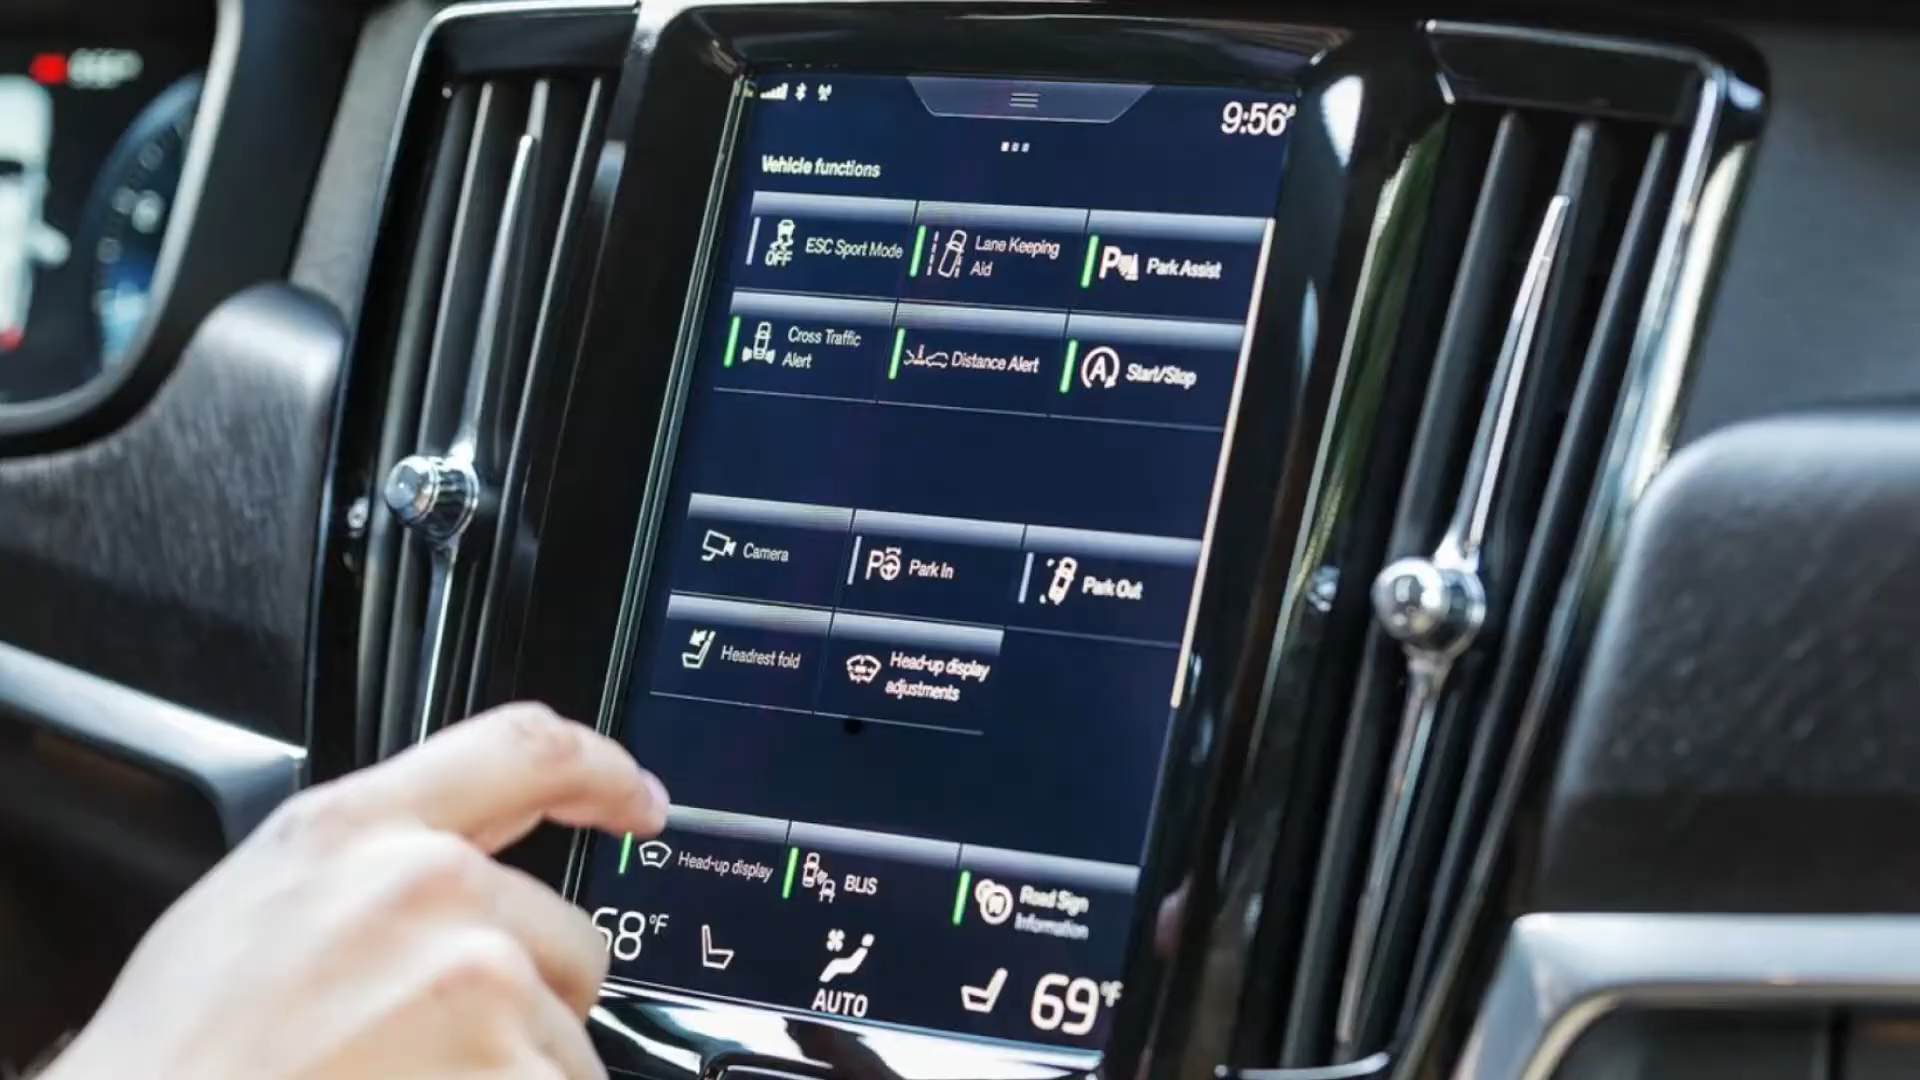 9:56
Vehicle functions
OFF
ESC Sport Mode
Lane Keeping
Aid
P
Park Assist
Cross Traffic
Alert
Distance Alert
A
Start/Stop
Camera
P
Park In
Park Out
Headrest fold
Head-up display
adjustments
Head-up display
BLIS
Road Sign
Information
68°F
AUTO
69°F